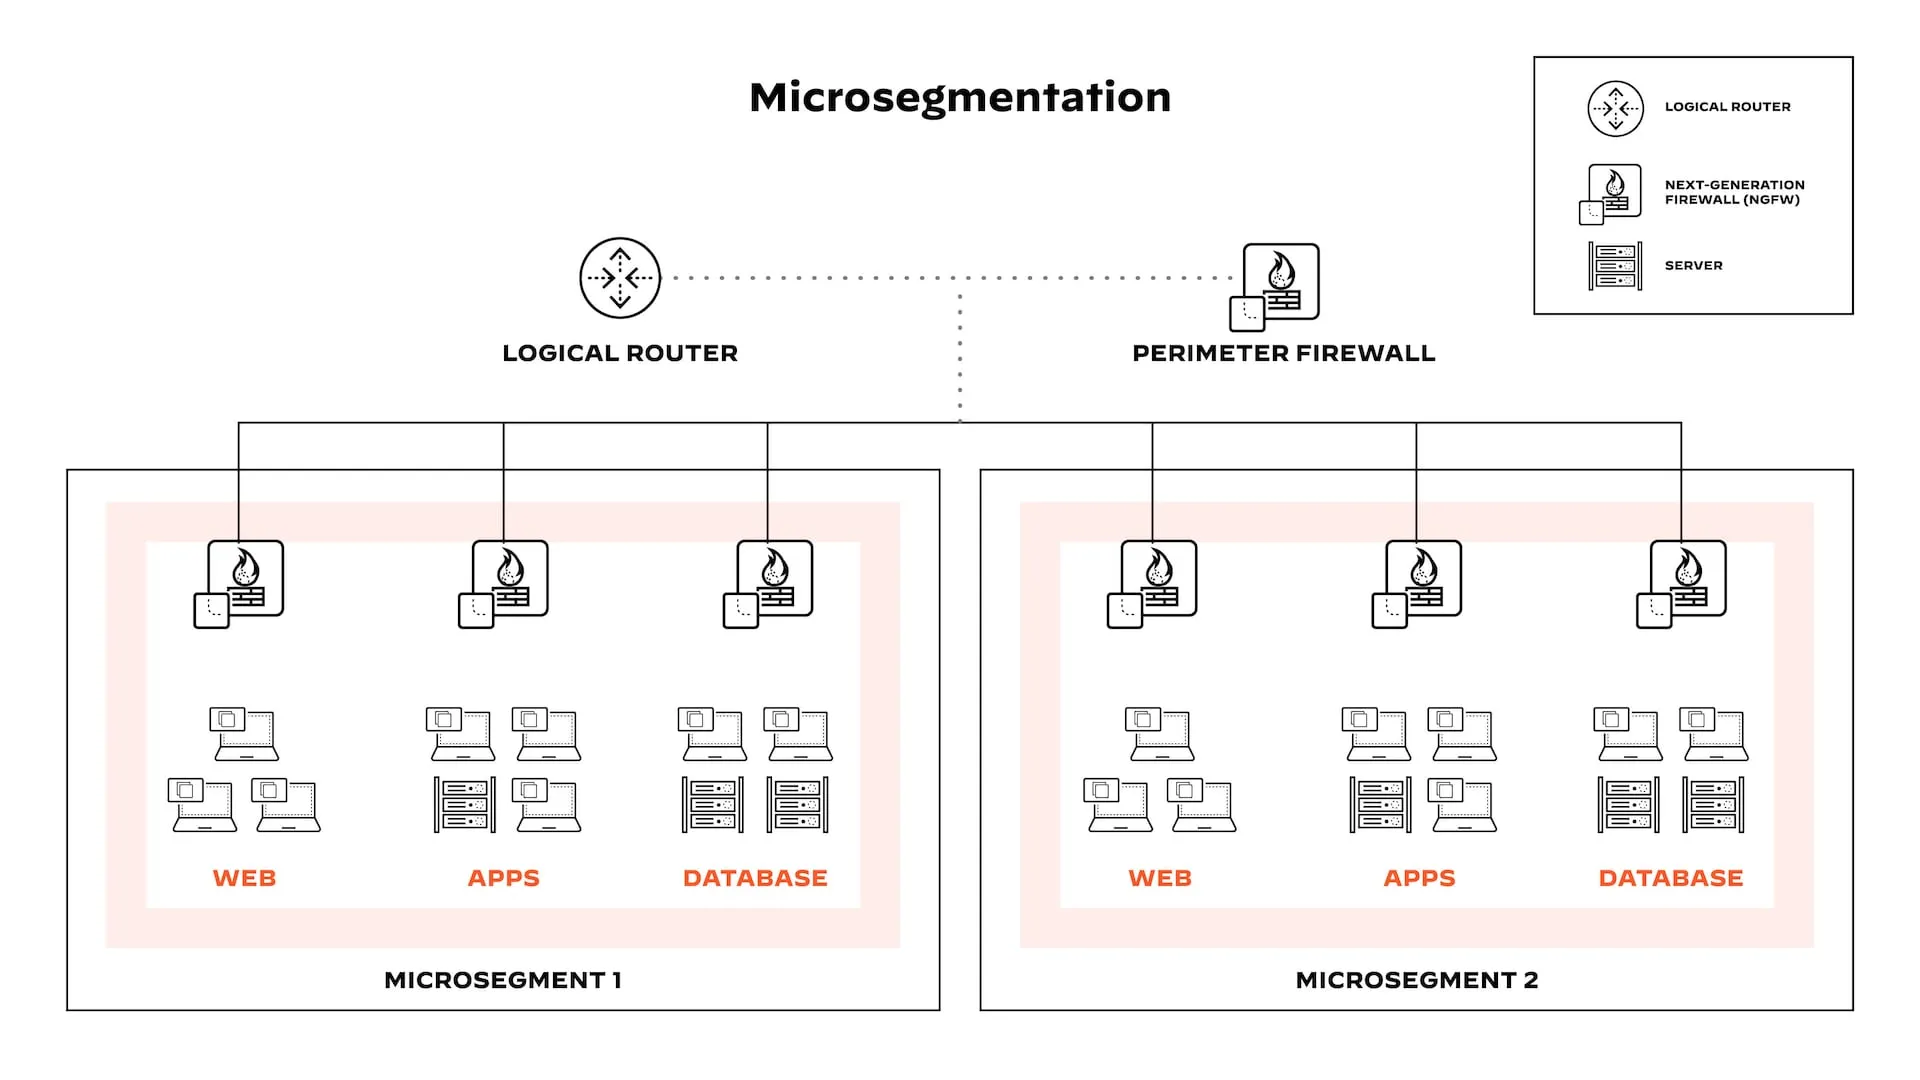 Microsegmentation
LOGICAL ROUTER
NEXT-GENERATION
FIREWALL (NGFW)
SERVER
LOGICAL ROUTER
PERIMETER FIREWALL
WEB
APPS
DATABASE
MICROSEGMENT 1
WEB
APPS
DATABASE
MICROSEGMENT 2